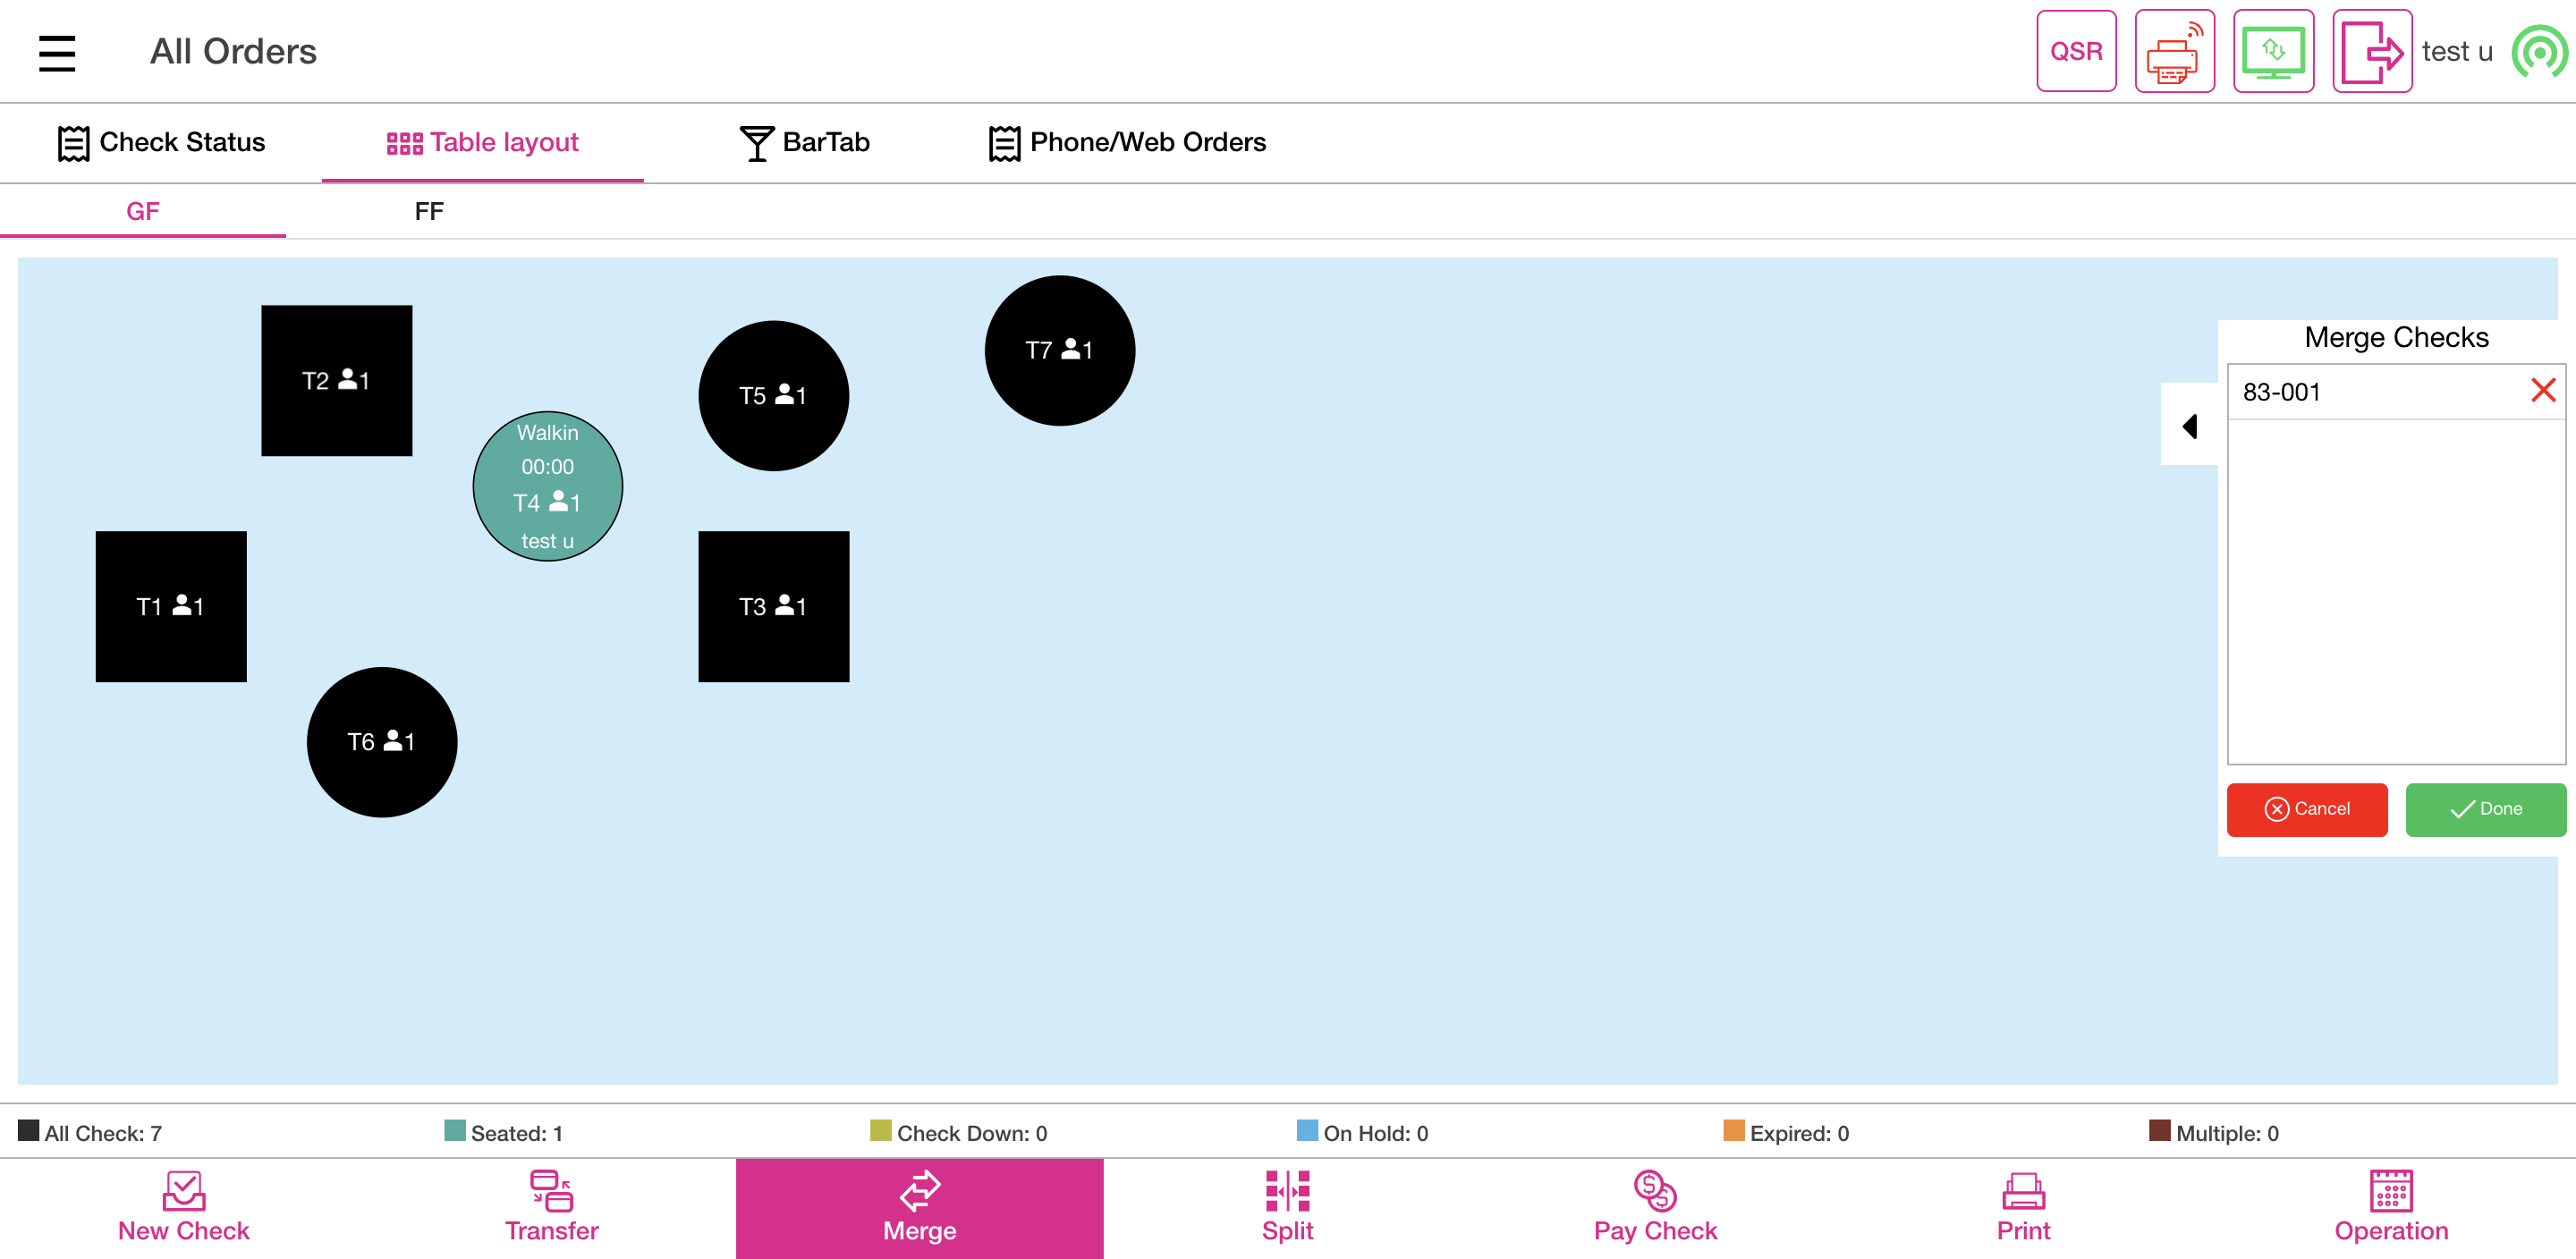 All Orders
QSR
test u
Check Status
Table layout
BarTab
Phone/Web Orders
GF
FF
T7 1
T2 1
T5 1
Walkin
00:00
T4 1
test u
T1 1
T3 1
T6 1
Merge Checks
83-001
Cancel
Done
All Check: 7
Seated: 1
Check Down: 0
On Hold: 0
Expired: 0
Multiple: 0
New Check
Transfer
Merge
Split
Pay Check
Print
Operation